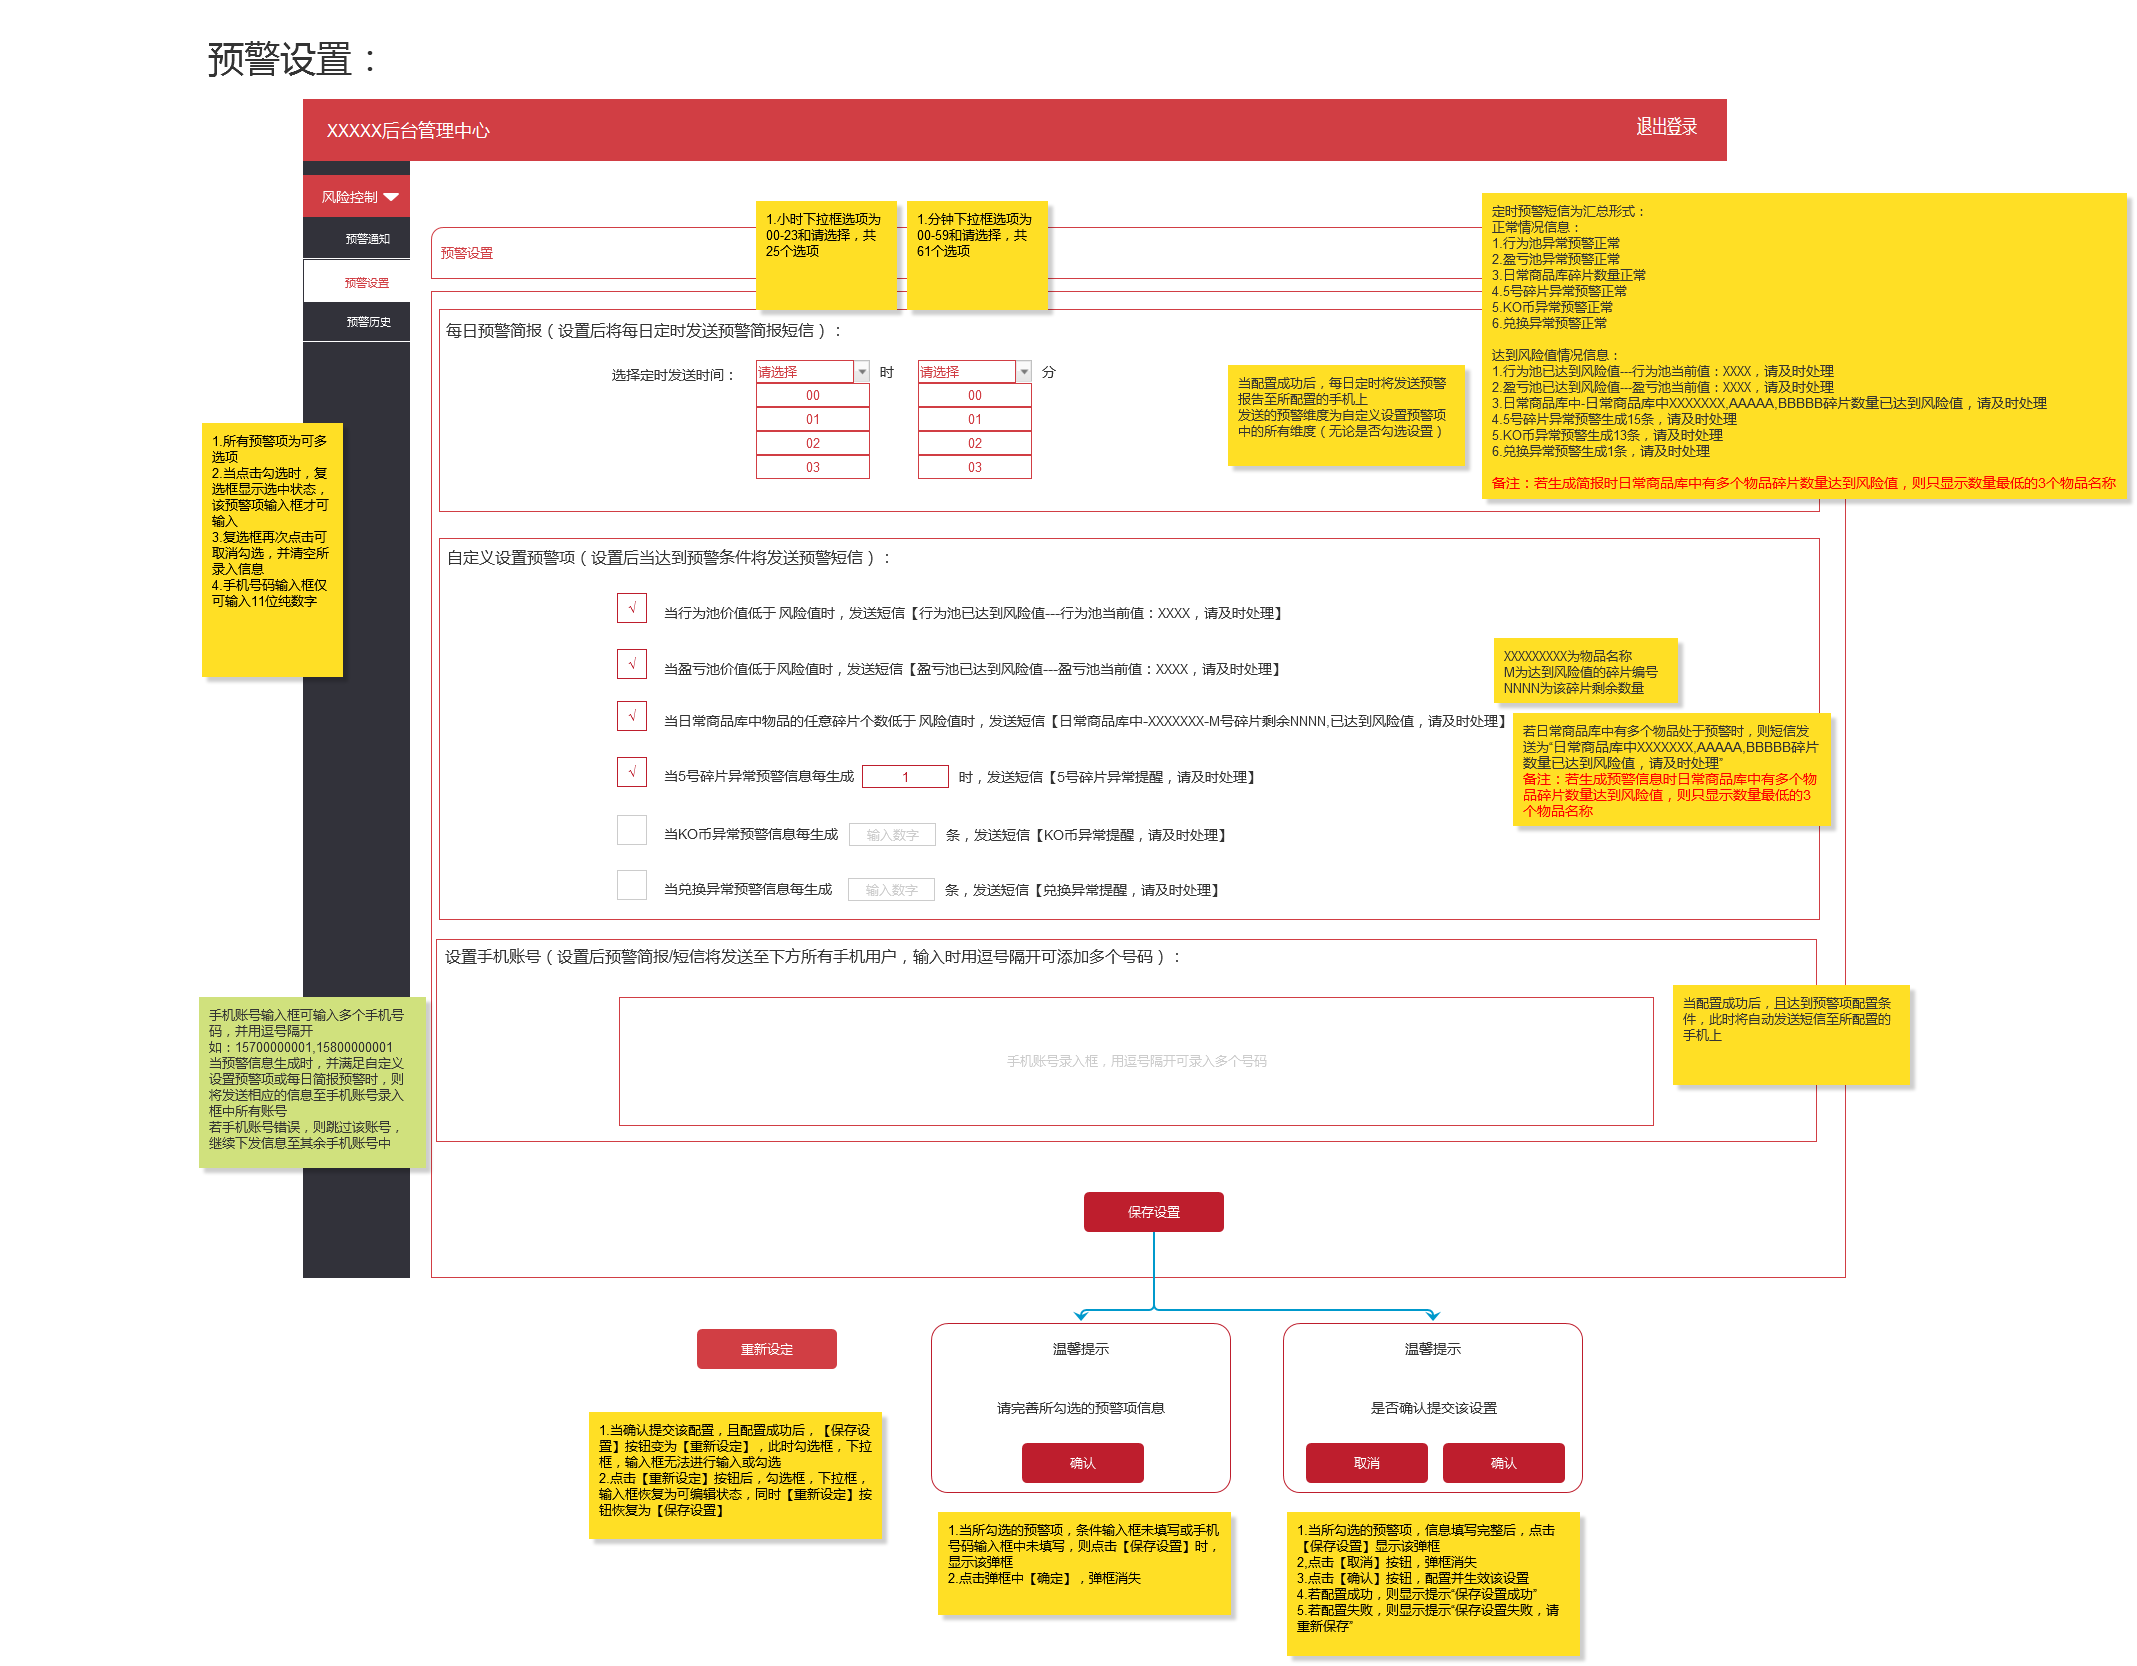 预警设置：
XXXXX后台管理中心
退出登录
风险控制
预警通知
预警设置
预警历史
预警设置
1.小时下拉框选项为
00-23和请选择，共
25个选项
1.分钟下拉框选项为
00-59和请选择，共
61个选项
定时预警短信为汇总形式：
正常情况信息：
1.行为池异常预警正常
2.盈亏池异常预警正常
3.日常商品库碎片数量正常
4.5号碎片异常预警正常
5.KO币异常预警正常
6.兑换异常预警正常
达到风险值情况信息：
1.行为池已达到风险值---行为池当前值：XXXX，请及时处理
2.盈亏池已达到风险值---盈亏池当前值：XXXX，请及时处理
3.日常商品库中-日常商品库中XXXXXXX,AAAAA,BBBBB碎片数量已达到风险值，请及时处理
4.5号碎片异常预警生成15条，请及时处理
5.KO币异常预警生成13条，请及时处理
6.兑换异常预警生成1条，请及时处理
备注：若生成简报时日常商品库中有多个物品碎片数量达到风险值，则只显示数量最低的3个物品名称
每日预警简报（设置后将每日定时发送预警简报短信）：
选择定时发送时间：
请选择
时
请选择
分
00
01
02
03
00
01
02
03
当配置成功后，每日定时将发送预警
报告至所配置的手机上
发送的预警维度为自定义设置预警项
中的所有维度（无论是否勾选设置）
1.所有预警项为可多
选项
2.当点击勾选时，复
选框显示选中状态，
该预警项输入框才可
输入
3.复选框再次点击可
取消勾选，并清空所
录入信息
4.手机号码输入框仅
可输入11位纯数字
自定义设置预警项（设置后当达到预警条件将发送预警短信）：
√ 当行为池价值低于风险值时，发送短信【行为池已达到风险值---行为池当前值：XXXX，请及时处理】
√ 当盈亏池价值低于风险值时，发送短信【盈亏池已达到风险值---盈亏池当前值：XXXX，请及时处理】
√ 当日常商品库中物品的任意碎片个数低于风险值时，发送短信【日常商品库中-XXXXXXX-M号碎片剩余NNNN,已达到风险值，请及时处理】
√ 当5号碎片异常预警信息每生成 1 时，发送短信【5号碎片异常提醒，请及时处理】
当KO币异常预警信息每生成 输入数字 条，发送短信【KO币异常提醒，请及时处理】
当兑换异常预警信息每生成 输入数字 条，发送短信【兑换异常提醒，请及时处理】
XXXXXXXXX为物品名称
M为达到风险值的碎片编号
NNNN为该碎片剩余数量
若日常商品库中有多个物品处于预警时，则短信发
送为“日常商品库中XXXXXXX,AAAAA,BBBBB碎片
数量已达到风险值，请及时处理”
备注：若生成预警信息时日常商品库中有多个物
品碎片数量达到风险值，则只显示数量最低的3
个物品名称
设置手机账号（设置后预警简报/短信将发送至下方所有手机用户，输入时用逗号隔开可添加多个号码）：
手机账号录入框，用逗号隔开可录入多个号码
当配置成功后，且达到预警项配置条
件，此时将自动发送短信至所配置的
手机上
手机账号输入框可输入多个手机号
码，并用逗号隔开
如：15700000001,15800000001
当预警信息生成时，并满足自定义
设置预警项或每日简报预警时，则
将发送相应的信息至手机账号录入
框中所有账号
若手机账号错误，则跳过该账号，
继续下发信息至其余手机账号中
保存设置
重新设定
1.当确认提交该配置，且配置成功后，【保存设
置】按钮变为【重新设定】，此时勾选框，下拉
框，输入框无法进行输入或勾选
2.点击【重新设定】按钮后，勾选框，下拉框，
输入框恢复为可编辑状态，同时【重新设定】按
钮恢复为【保存设置】
温馨提示
请完善所勾选的预警项信息
确认
1.当所勾选的预警项，条件输入框未填写或手机
号码输入框中未填写，则点击【保存设置】时，
显示该弹框
2.点击弹框中【确定】，弹框消失
温馨提示
是否确认提交该设置
取消
确认
1.当所勾选的预警项，信息填写完整后，点击
【保存设置】显示该弹框
2,点击【取消】按钮，弹框消失
3.点击【确认】按钮，配置并生效该设置
4.若配置成功，则显示提示“保存设置成功”
5.若配置失败，则显示提示“保存设置失败，请
重新保存”